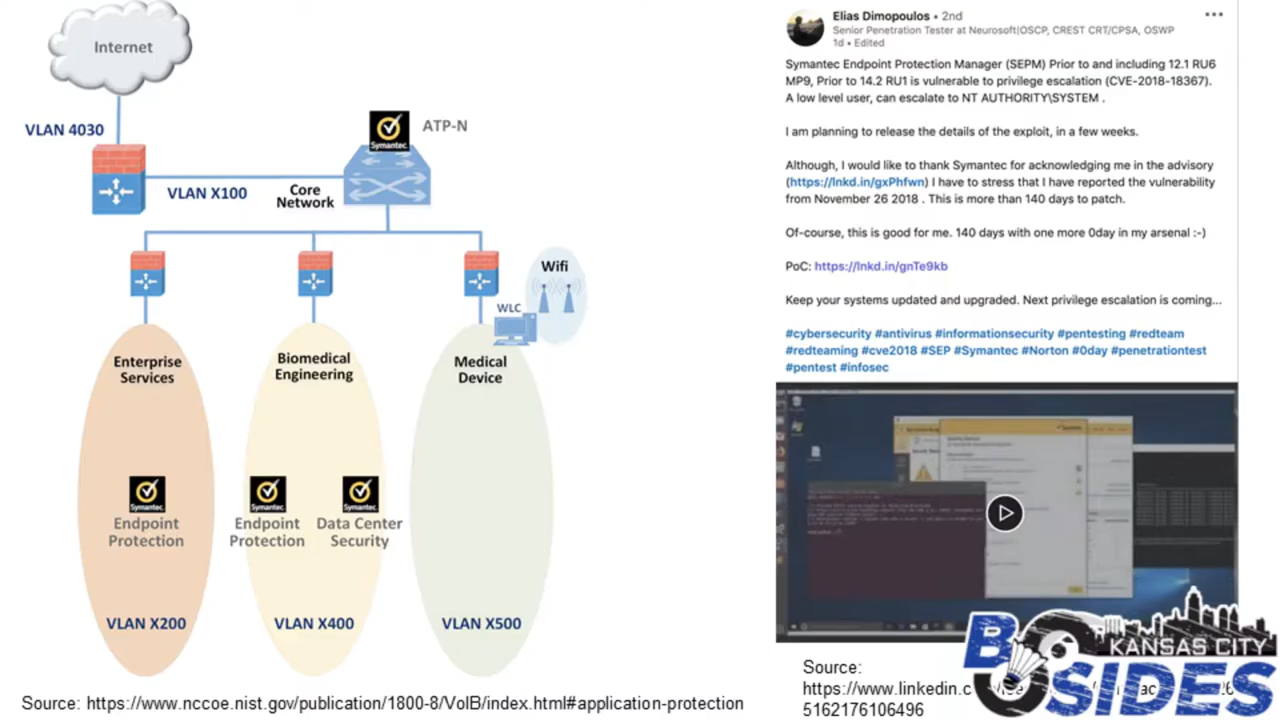 Internet
VLAN 4030
Symantec.
ATP-N
VLAN X100
Core
Network
Wifi
WLC
Enterprise
Services
Biomedical
Engineering
Medical
Device
Symantec.
Symantec.
Symantec.
Endpoint
Protection
Endpoint
Protection
Data Center
Security
VLAN X200
VLAN X400
VLAN X500
Source: https://www.nccoe.nist.gov/publication/1800-8/VolB/index.html#application-protection
Elias Dimopoulos • 2nd
Senior Penetration Tester at Neurosoft|OSCP, CREST CRT/CPSA, OSWP
1d • Edited
Symantec Endpoint Protection Manager (SEPM) Prior to and including 12.1 RU6
MP9, Prior to 14.2 RU1 is vulnerable to privilege escalation (CVE-2018-18367).
A low level user, can escalate to NT AUTHORITY\SYSTEM .
I am planning to release the details of the exploit, in a few weeks.
Although, I would like to thank Symantec for acknowledging me in the advisory
(https://lnkd.in/gxPhfwn) I have to stress that I have reported the vulnerability
from November 26 2018 . This is more than 140 days to patch.
Of-course, this is good for me. 140 days with one more 0day in my arsenal :-)
PoC: https://lnkd.in/gnTe9kb
Keep your systems updated and upgraded. Next privilege escalation is coming...
#cybersecurity #antivirus #informationsecurity #pentesting #redteam
#redteaming #cve2018 #SEP #Symantec #Norton #0day #penetrationtest
#pentest #infosec
KANSAS CITY
BSIDES
Source:
https://www.linkedin.c
5162176106496